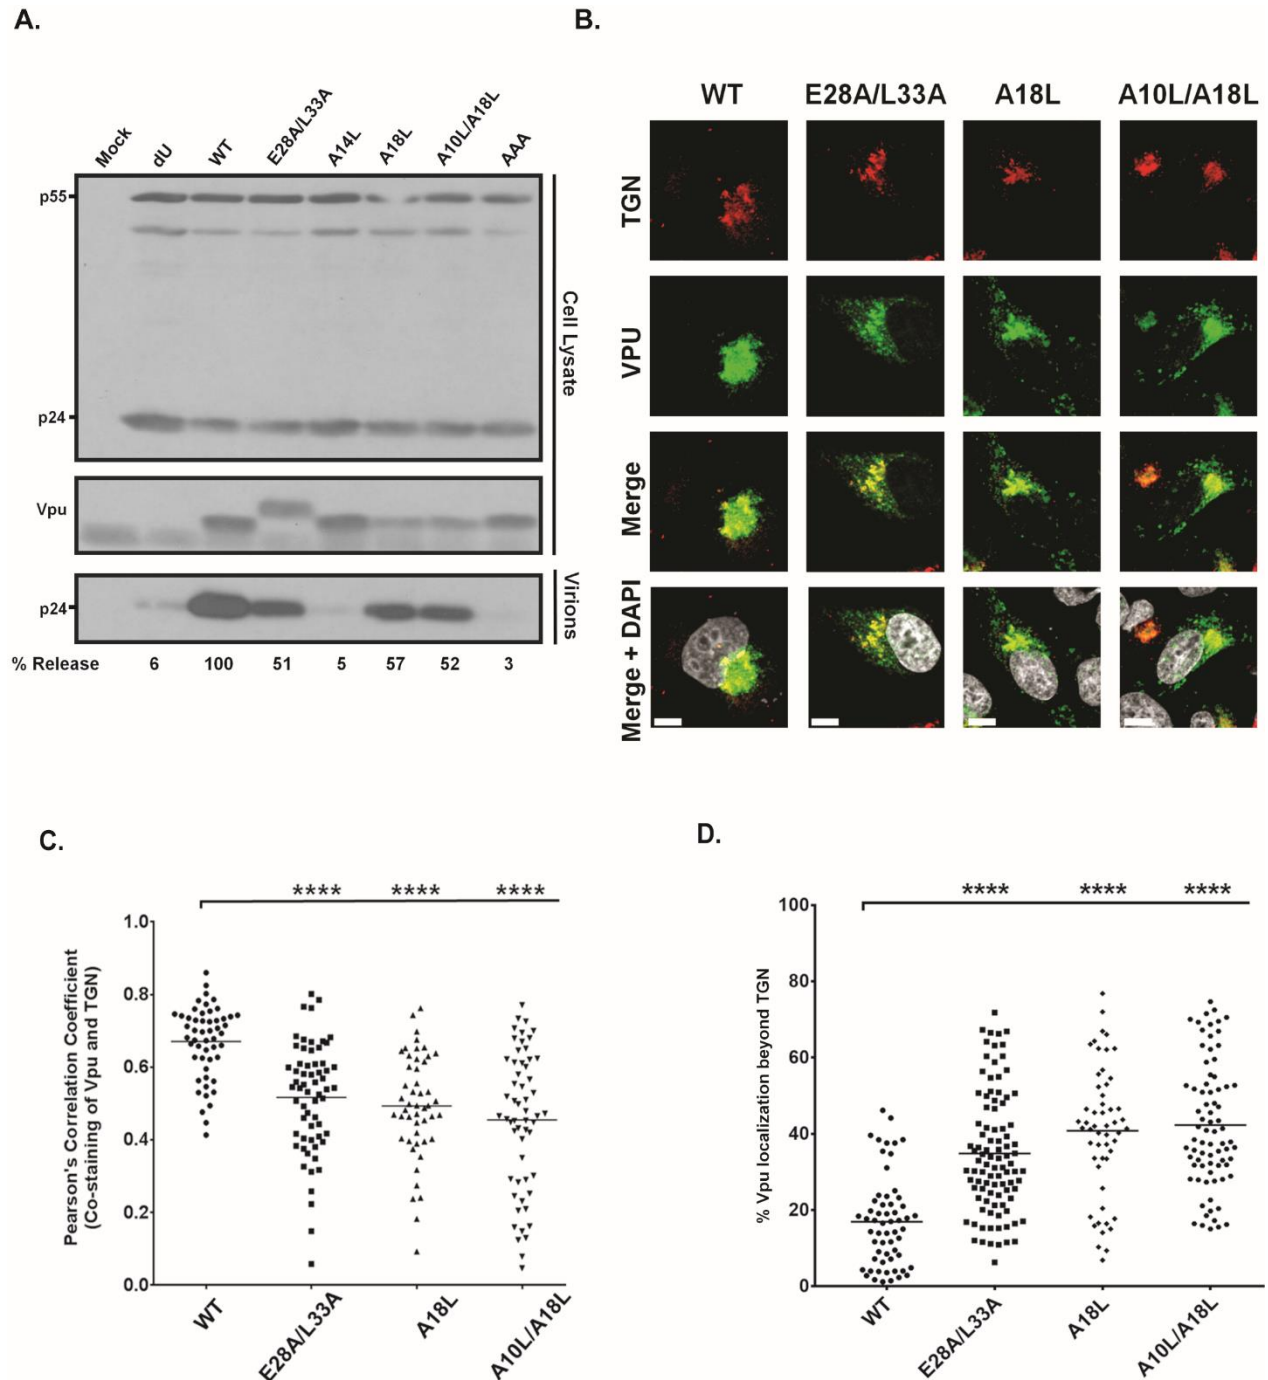 A.
Mock dU WT E28A/L33A A14L A18L A10L/A18L AAA
p55
p24
Cell Lysate
Vpu
p24
Virions
% Release 6 100 51 5 57 52 3
B.
WT E28A/L33A A18L A10L/A18L
TGN
VPU
Merge
Merge + DAPI
C.
**** **** ****
Pearson's Correlation Coefficient
(Co-staining of Vpu and TGN)
1.0
0.8
0.6
0.4
0.2
0.0
WT E28A/L33A A18L A10L/A18L
D.
**** **** ****
% Vpu localization beyond TGN
100
80
60
40
20
0
WT E28A/L33A A18L A10L/A18L